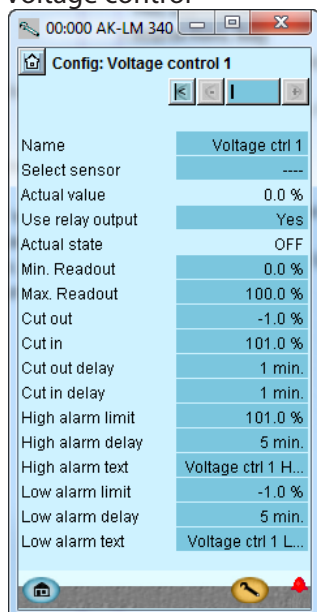 Voltage control
00:000 AK-LM 340
Config: Voltage control 1
Name Voltage ctrl 1
Select sensor ----
Actual value 0.0 %
Use relay output Yes
Actual state OFF
Min. Readout 0.0 %
Max. Readout 100.0 %
Cut out -1.0 %
Cut in 101.0 %
Cut out delay 1 min.
Cut in delay 1 min.
High alarm limit 101.0 %
High alarm delay 5 min.
High alarm text Voltage ctrl 1 H...
Low alarm limit -1.0 %
Low alarm delay 5 min.
Low alarm text Voltage ctrl 1 L...